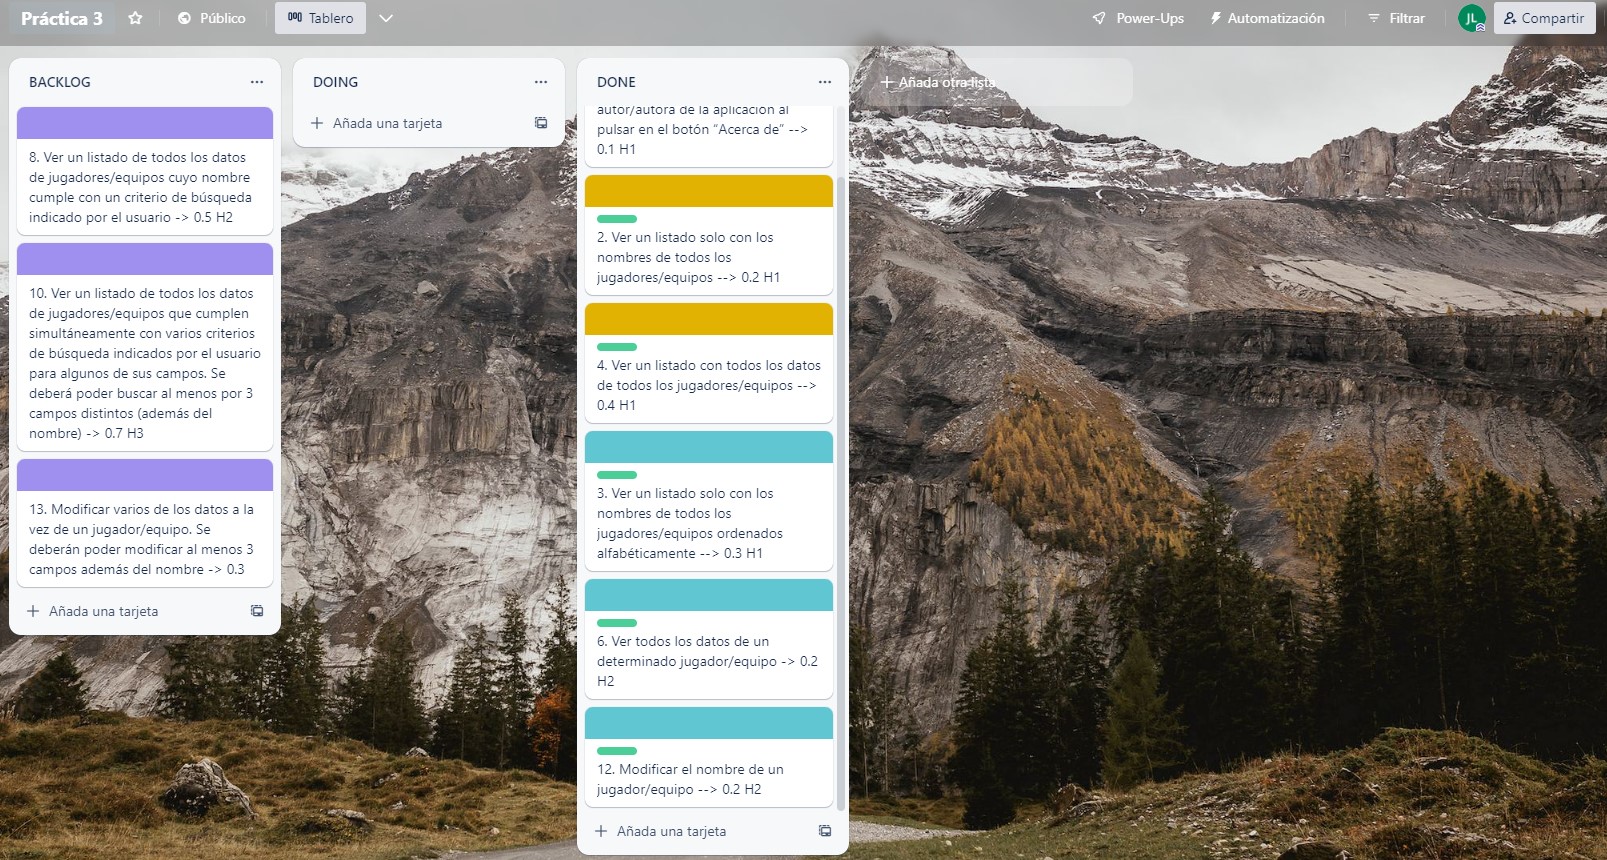 Práctica 3
Público
Tablero
Power-Ups
Automatización
Filtrar
JL
Compartir
BACKLOG
8. Ver un listado de todos los datos
de jugadores/equipos cuyo nombre
cumple con un criterio de búsqueda
indicado por el usuario -> 0.5 H2
10. Ver un listado de todos los datos
de jugadores/equipos que cumplen
simultáneamente con varios criterios
de búsqueda indicados por el usuario
para algunos de sus campos. Se
deberá poder buscar al menos por 3
campos distintos (además del
nombre) -> 0.7 H3
13. Modificar varios de los datos a la
vez de un jugador/equipo. Se
deberán poder modificar al menos 3
campos además del nombre -> 0.3
+ Añada una tarjeta
DOING
+ Añada una tarjeta
DONE
autor/autora de la aplicación al
pulsar en el botón “Acerca de” -->
0.1 H1
2. Ver un listado solo con los
nombres de todos los
jugadores/equipos --> 0.2 H1
4. Ver un listado con todos los datos
de todos los jugadores/equipos -->
0.4 H1
3. Ver un listado solo con los
nombres de todos los
jugadores/equipos ordenados
alfabéticamente --> 0.3 H1
6. Ver todos los datos de un
determinado jugador/equipo -> 0.2
H2
12. Modificar el nombre de un
jugador/equipo --> 0.2 H2
+ Añada una tarjeta
+ Añada otra lista